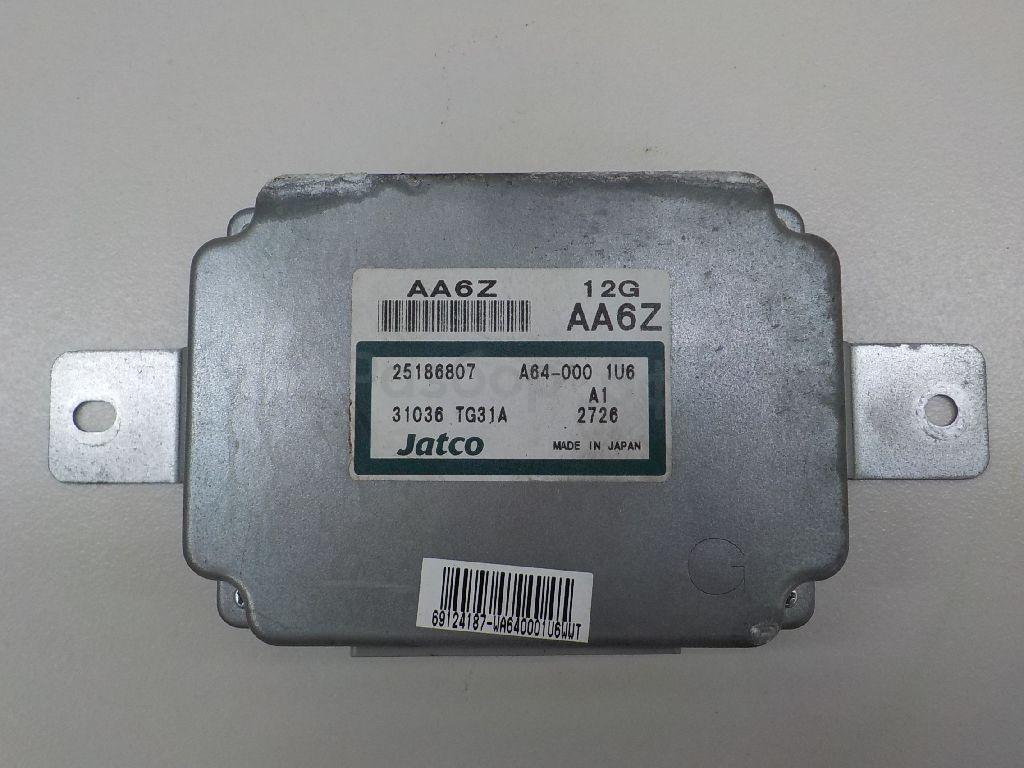 AA6Z 12G
AA6Z
25186807 A64-000 1U6
A1
31036 TG31A 2726
Jatco MADE IN JAPAN
G
69124187-WA640001U6WWT